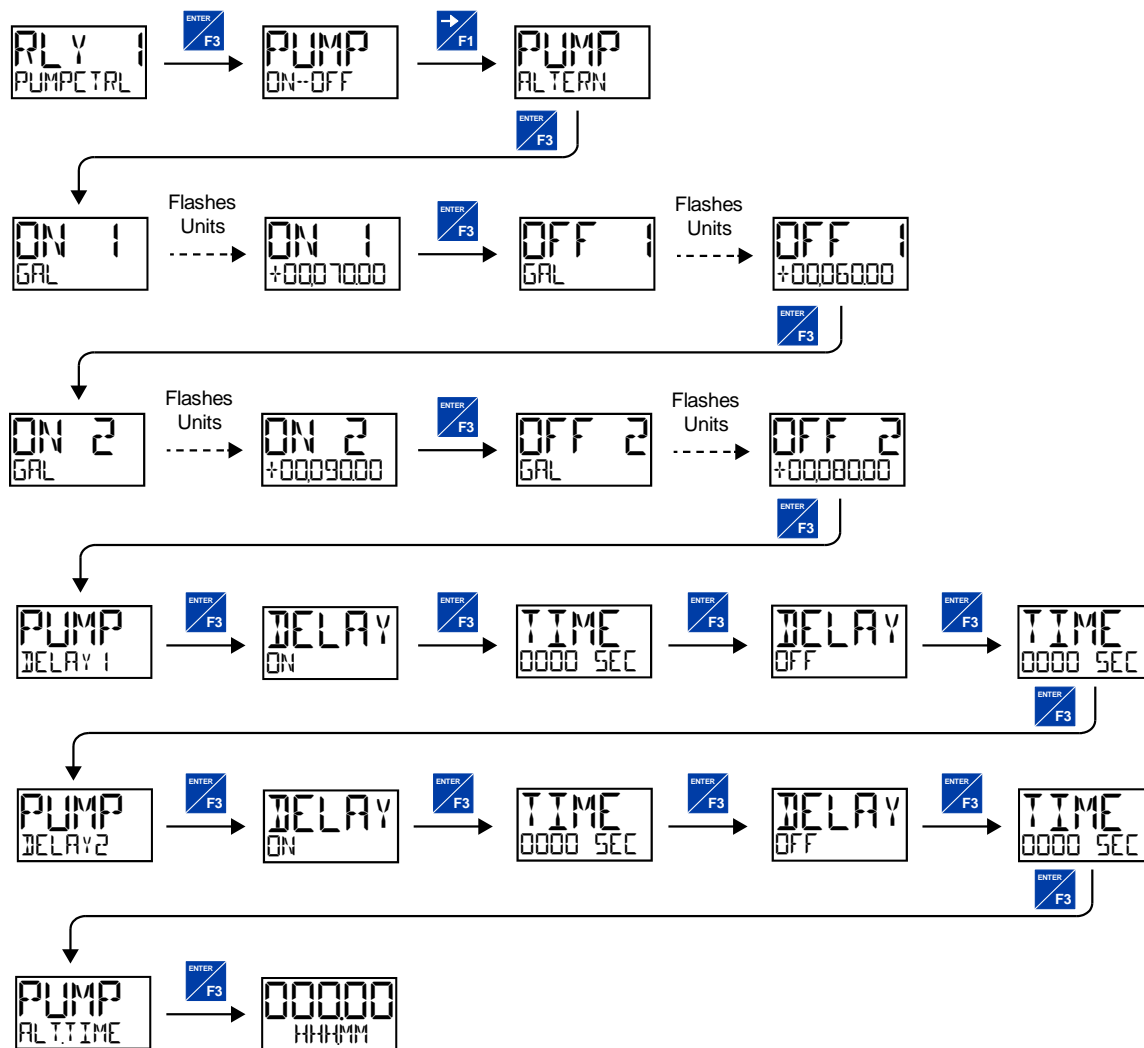 ENTER
F3
F1
RLY 1
PUMPCTRL
PUMP
ON--OFF
PUMP
ALTERN
ENTER
F3
Flashes
Units
ENTER
F3
Flashes
Units
ON 1
GAL
ON 1
+00,070.00
OFF 1
GAL
OFF 1
+00,060.00
ENTER
F3
Flashes
Units
ENTER
F3
Flashes
Units
ON 2
GAL
ON 2
+00,090.00
OFF 2
GAL
OFF 2
+00,080.00
ENTER
F3
ENTER
F3
ENTER
F3
ENTER
F3
ENTER
F3
PUMP
DELAY1
DELAY
ON
TIME
0000 SEC
DELAY
OFF
TIME
0000 SEC
ENTER
F3
ENTER
F3
ENTER
F3
ENTER
F3
ENTER
F3
PUMP
DELAY2
DELAY
ON
TIME
0000 SEC
DELAY
OFF
TIME
0000 SEC
ENTER
F3
ENTER
F3
PUMP
ALT.TIME
000.00
HHH.MM